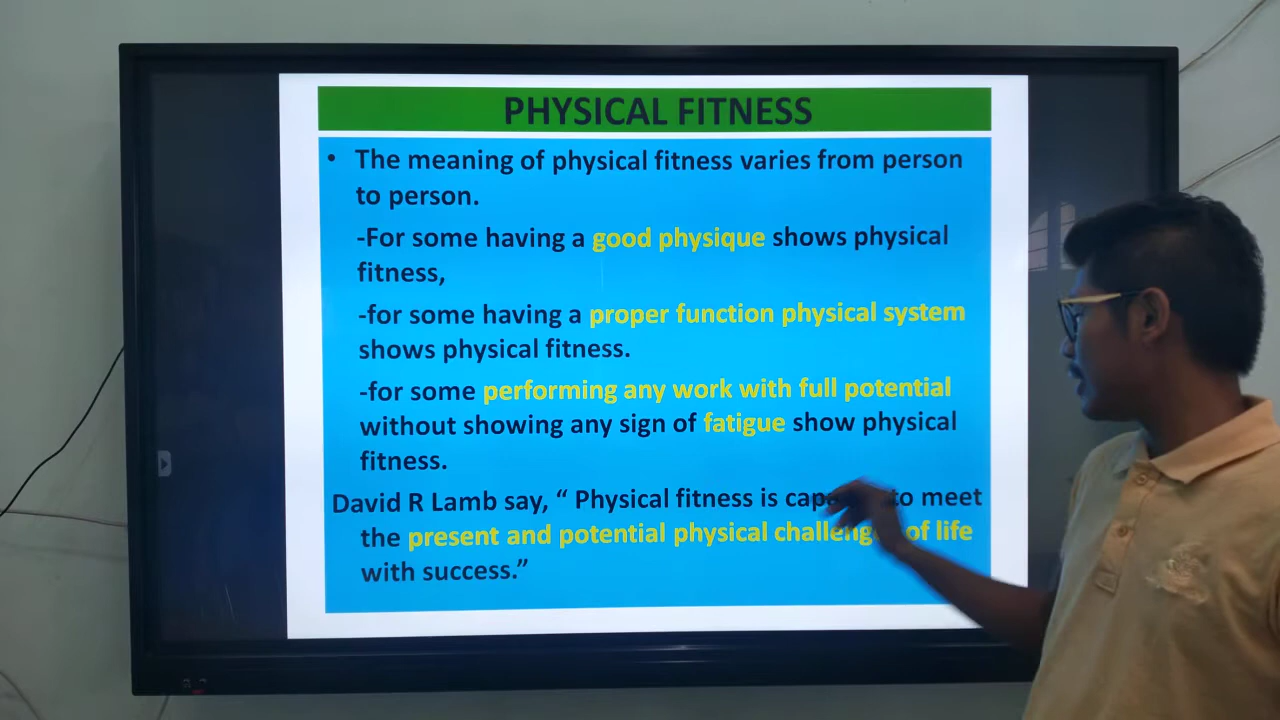 PHYSICAL FITNESS
• The meaning of physical fitness varies from person
to person.
-For some having a good physique shows physical
fitness,
-for some having a proper function physical system
shows physical fitness.
-for some performing any work with full potential
without showing any sign of fatigue show physical
fitness.
David R Lamb say, “ Physical fitness is to meet
the present and potential physical of life
with success.”